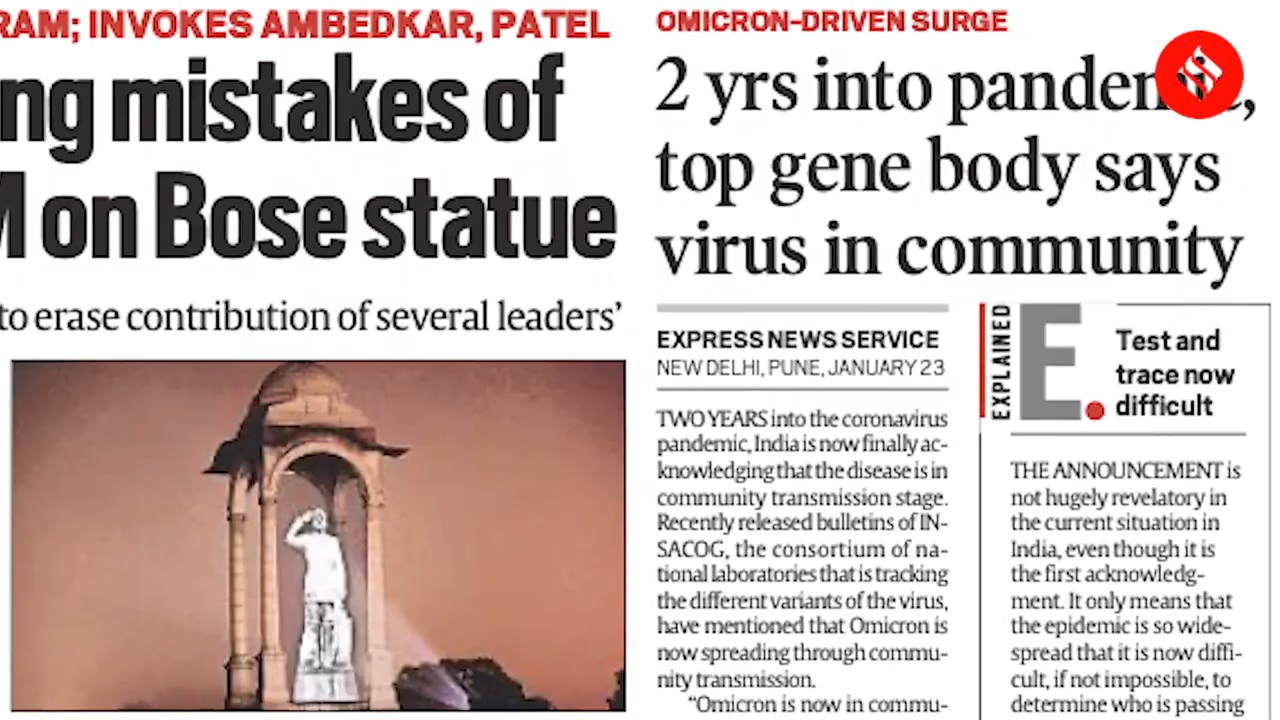 RAM; INVOKES AMBEDKAR, PATEL
ng mistakes of
M on Bose statue
to erase contribution of several leaders’
OMICRON-DRIVEN SURGE
2 yrs into pandemic,
top gene body says
virus in community
EXPRESS NEWS SERVICE
NEW DELHI, PUNE, JANUARY 23
TWO YEARS into the coronavirus
pandemic, India is now finally ac-
knowledging that the disease is in
community transmission stage.
Recently released bulletins of IN-
SACOG, the consortium of na-
tional laboratories that is tracking
the different variants of the virus,
have mentioned that Omicron is
now spreading through commu-
nity transmission.
“Omicron is now in commu-
EXPLAINED
E.
Test and
trace now
difficult
THE ANNOUNCEMENT is
not hugely revelatory in
the current situation in
India, even though it is
the first acknowledg-
ment. It only means that
the epidemic is so wide-
spread that it is now diffi-
cult, if not impossible, to
determine who is passing